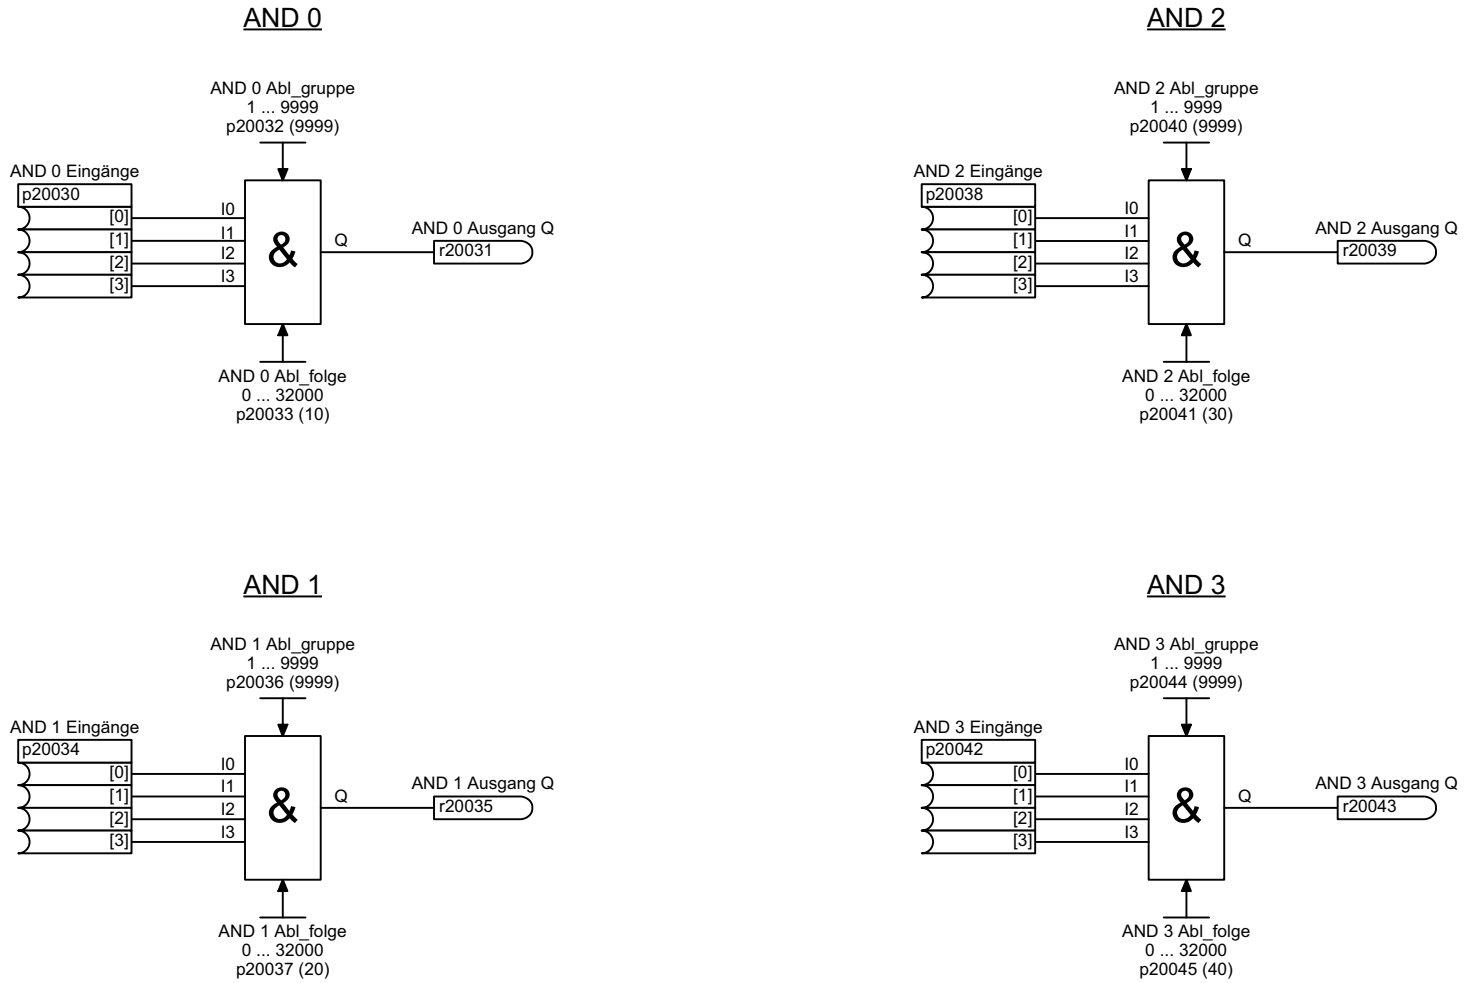 AND 0
AND 0 Abl_gruppe
1 ... 9999
p20032 (9999)
AND 0 Eingänge
p20030
[0]
[1]
[2]
[3]
I0
I1
I2
I3
&
Q
AND 0 Ausgang Q
r20031
AND 0 Abl_folge
0 ... 32000
p20033 (10)
AND 2
AND 2 Abl_gruppe
1 ... 9999
p20040 (9999)
AND 2 Eingänge
p20038
[0]
[1]
[2]
[3]
I0
I1
I2
I3
&
Q
AND 2 Ausgang Q
r20039
AND 2 Abl_folge
0 ... 32000
p20041 (30)
AND 1
AND 1 Abl_gruppe
1 ... 9999
p20036 (9999)
AND 1 Eingänge
p20034
[0]
[1]
[2]
[3]
I0
I1
I2
I3
&
Q
AND 1 Ausgang Q
r20035
AND 1 Abl_folge
0 ... 32000
p20037 (20)
AND 3
AND 3 Abl_gruppe
1 ... 9999
p20044 (9999)
AND 3 Eingänge
p20042
[0]
[1]
[2]
[3]
I0
I1
I2
I3
&
Q
AND 3 Ausgang Q
r20043
AND 3 Abl_folge
0 ... 32000
p20045 (40)